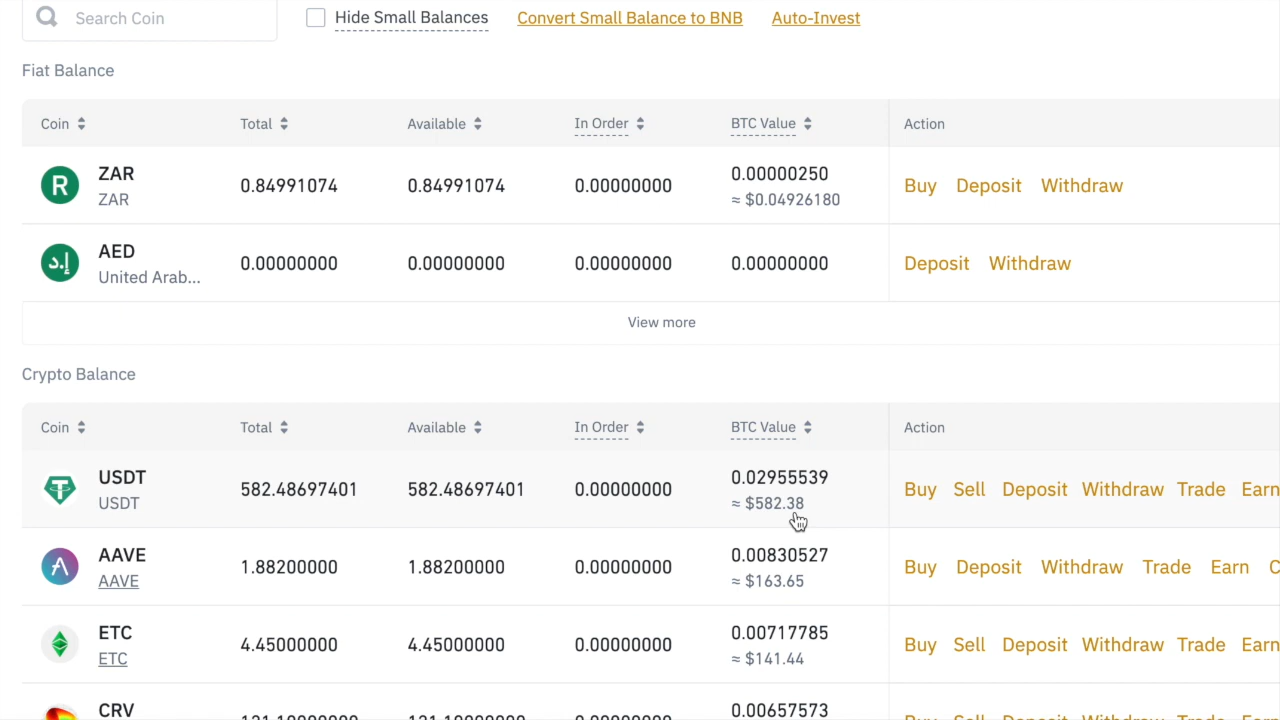 Search Coin Hide Small Balances Convert Small Balance to BNB Auto-Invest
Fiat Balance
Coin Total Available In Order BTC Value Action
R ZAR 0.84991074 0.84991074 0.00000000 0.00000250 Buy Deposit Withdraw
ZAR ≈ $0.04926180
د.إ AED 0.00000000 0.00000000 0.00000000 0.00000000 Deposit Withdraw
United Arab...
View more
Crypto Balance
Coin Total Available In Order BTC Value Action
USDT 582.48697401 582.48697401 0.00000000 0.02955539 Buy Sell Deposit Withdraw Trade Earn
USDT ≈ $582.38
AAVE 1.88200000 1.88200000 0.00000000 0.00830527 Buy Deposit Withdraw Trade Earn C
AAVE ≈ $163.65
ETC 4.45000000 4.45000000 0.00000000 0.00717785 Buy Sell Deposit Withdraw Trade Earn
ETC ≈ $141.44
CRV 0.00657573